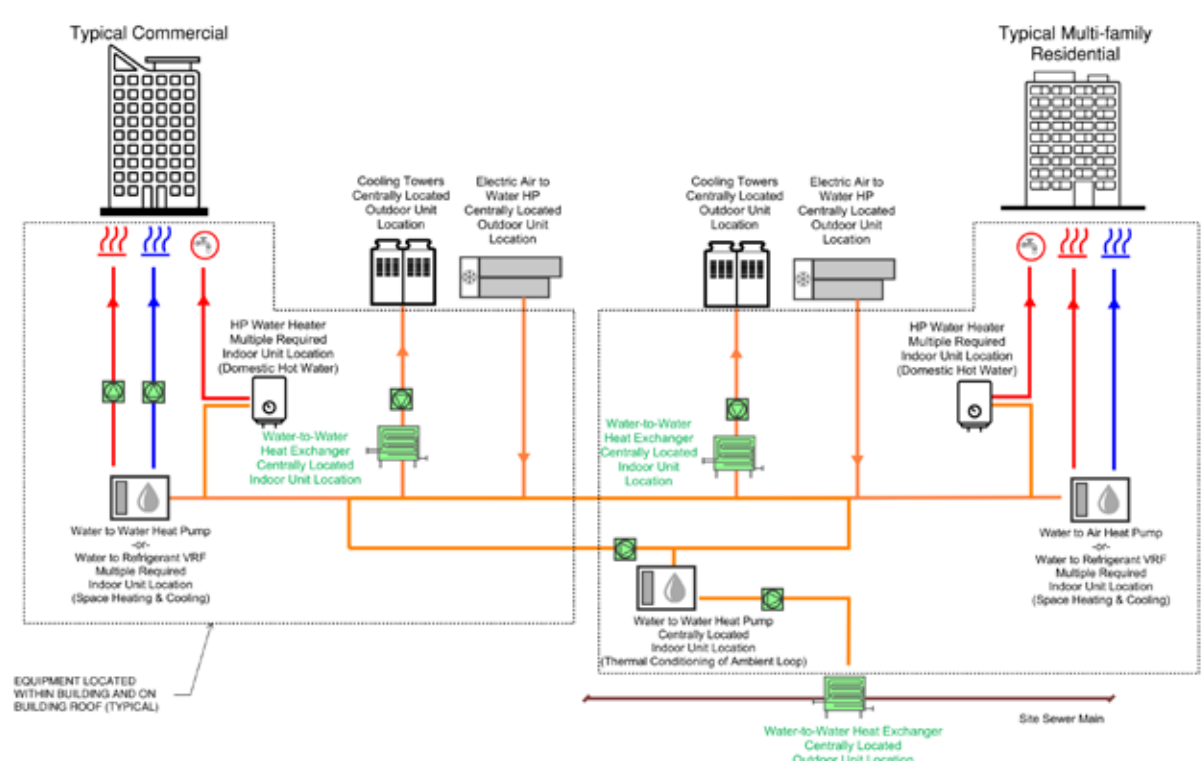 Typical Commercial
Typical Multi-family
Residential
Cooling Towers
Centrally Located
Outdoor Unit
Location
Electric Air to
Water HP
Centrally Located
Outdoor Unit
Location
Cooling Towers
Centrally Located
Outdoor Unit
Location
Electric Air to
Water HP
Centrally Located
Outdoor Unit
Location
HP Water Heater
Multiple Required
Indoor Unit Location
(Domestic Hot Water)
HP Water Heater
Multiple Required
Indoor Unit Location
(Domestic Hot Water)
Water-to-Water
Heat Exchanger
Centrally Located
Indoor Unit Location
Water-to-Water
Heat Exchanger
Centrally Located
Indoor Unit
Location
Water to Water Heat Pump
-or-
Water to Refrigerant VRF
Multiple Required
Indoor Unit Location
(Space Heating & Cooling)
Water to Air Heat Pump
-or-
Water to Refrigerant VRF
Multiple Required
Indoor Unit Location
(Space Heating & Cooling)
Water to Water Heat Pump
Centrally Located
Indoor Unit Location
(Thermal Conditioning of Ambient Loop)
EQUIPMENT LOCATED
WITHIN BUILDING AND ON
BUILDING ROOF (TYPICAL)
Site Sewer Main
Water-to-Water Heat Exchanger
Centrally Located
Outdoor Unit Location